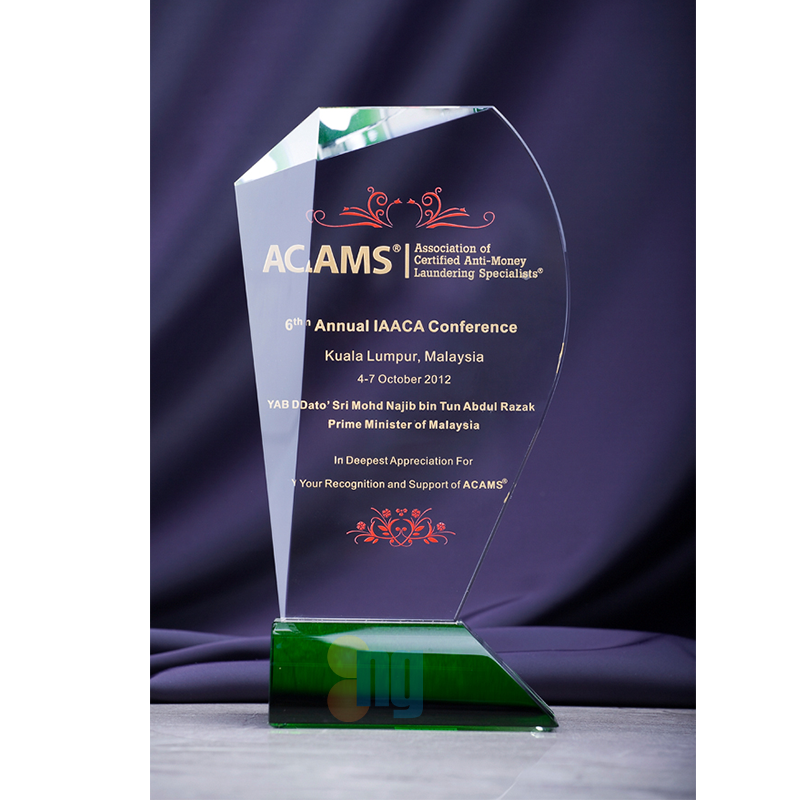 ACAMS®
Association of
Certified Anti-Money
Laundering Specialists®
6th Annual IAACA Conference
Kuala Lumpur, Malaysia
4-7 October 2012
YAB Dato' Sri Mohd Najib bin Tun Abdul Razak
Prime Minister of Malaysia
In Deepest Appreciation For
Your Recognition and Support of ACAMS®
ng